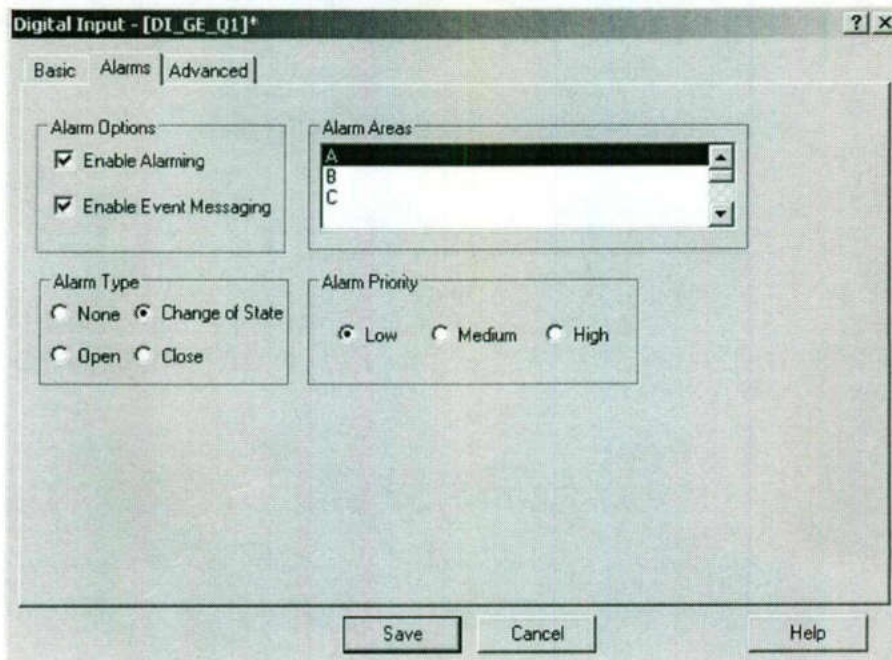 Digital Input - [DI_GE_Q1]*
Basic Alarms Advanced
Alarm Options
Enable Alarming
Enable Event Messaging
Alarm Areas
A
B
C
Alarm Type
None Change of State
Open Close
Alarm Priority
Low Medium High
Save Cancel Help